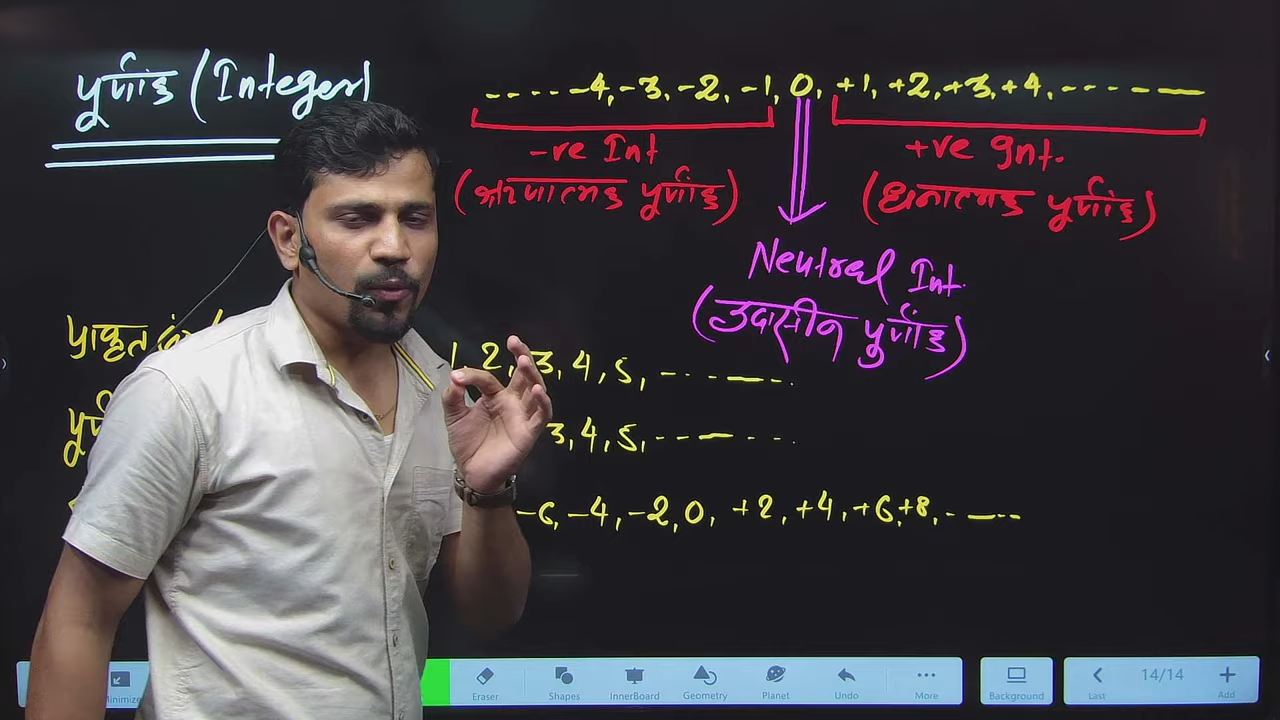 पूर्णांक (Integer)
---- -4, -3, -2, -1, 0, +1, +2, +3, +4, -----
-ve Int
+ve Int.
(ऋणात्मक पूर्णांक)
(धनात्मक पूर्णांक)
Neutral Int.
(उदासीन पूर्णांक)
प्राकृत
1, 2, 3, 4, 5, -----
3, 4, 5, -----
-6, -4, -2, 0, +2, +4, +6, +8, ----
Minimize
Eraser
Shapes
InnerBoard
Geometry
Planet
Undo
More
Background
Last
14/14
Add